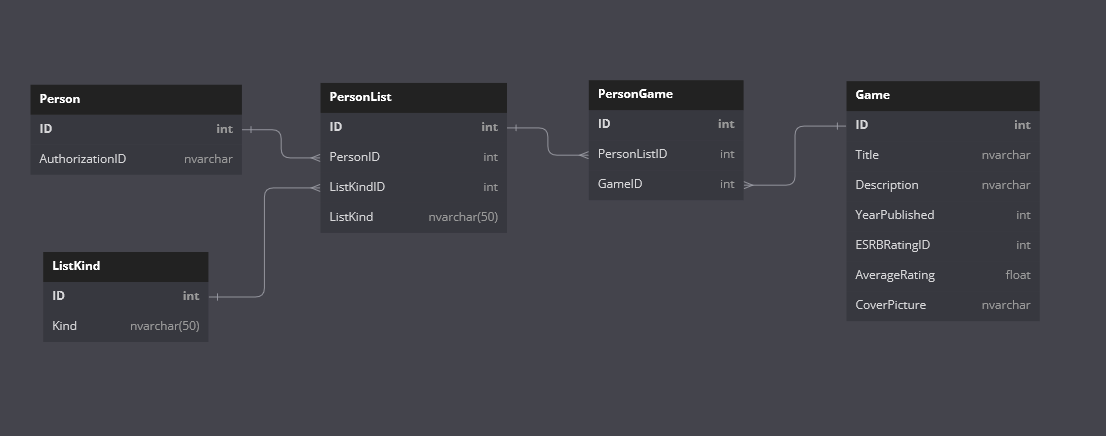 Person
ID int
AuthorizationID nvarchar
PersonList
ID int
PersonID int
ListKindID int
ListKind nvarchar(50)
PersonGame
ID int
PersonListID int
GameID int
Game
ID int
Title nvarchar
Description nvarchar
YearPublished int
ESRBRatingID int
AverageRating float
CoverPicture nvarchar
ListKind
ID int
Kind nvarchar(50)